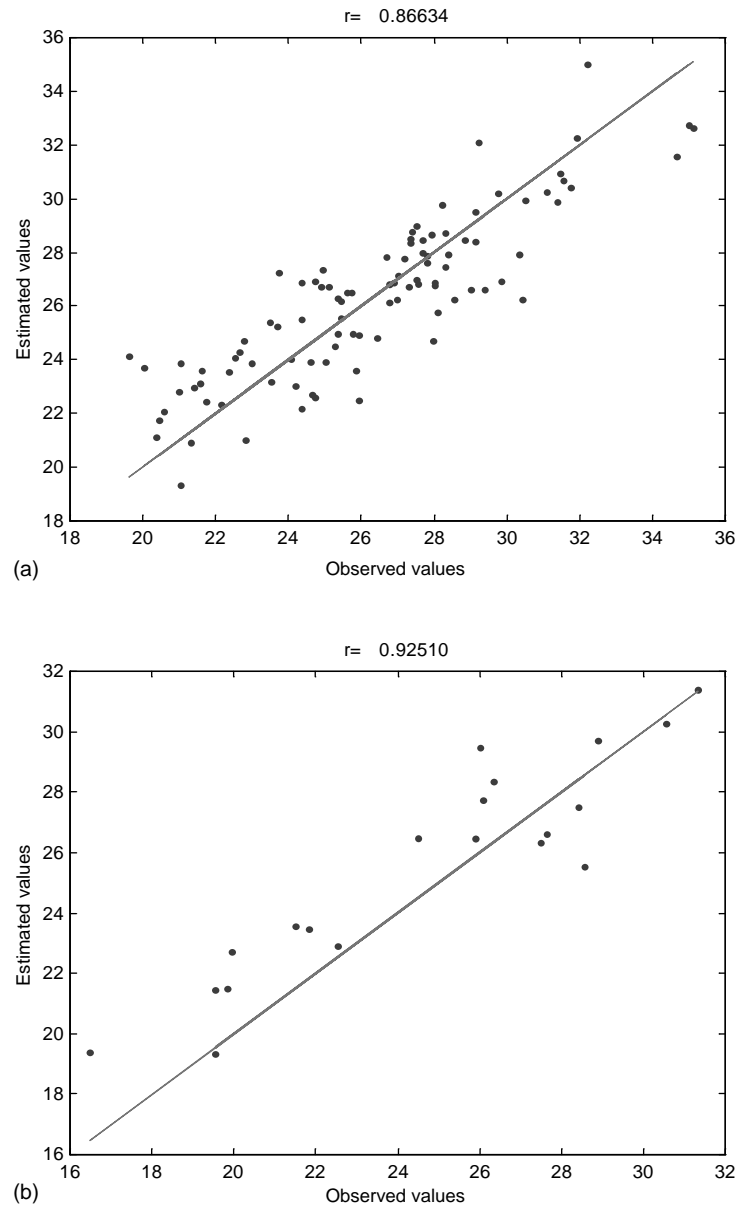 r= 0.86634
36
34
32
30
28
26
24
22
20
18
Estimated values
18 20 22 24 26 28 30 32 34 36
(a)
Observed values
r= 0.92510
32
30
28
26
24
22
20
18
16
Estimated values
16 18 20 22 24 26 28 30 32
(b)
Observed values